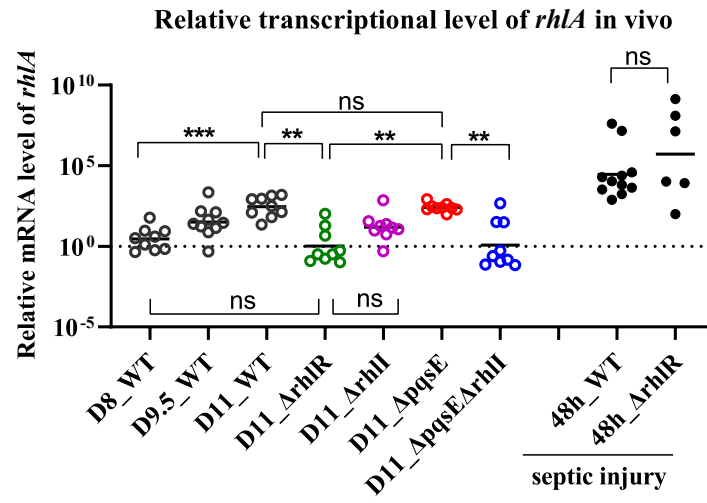 Relative transcriptional level of rhlA in vivo
Relative mRNA level of rhlA
10^10
10^5
10^0
10^-5
ns
ns
***
**
**
**
ns
ns
D8_WT
D9.5_WT
D11_WT
D11_ΔrhlR
D11_ΔrhlI
D11_ΔpqsE
D11_ΔpqsEΔrhlI
48h_WT
48h_ΔrhlR
septic injury